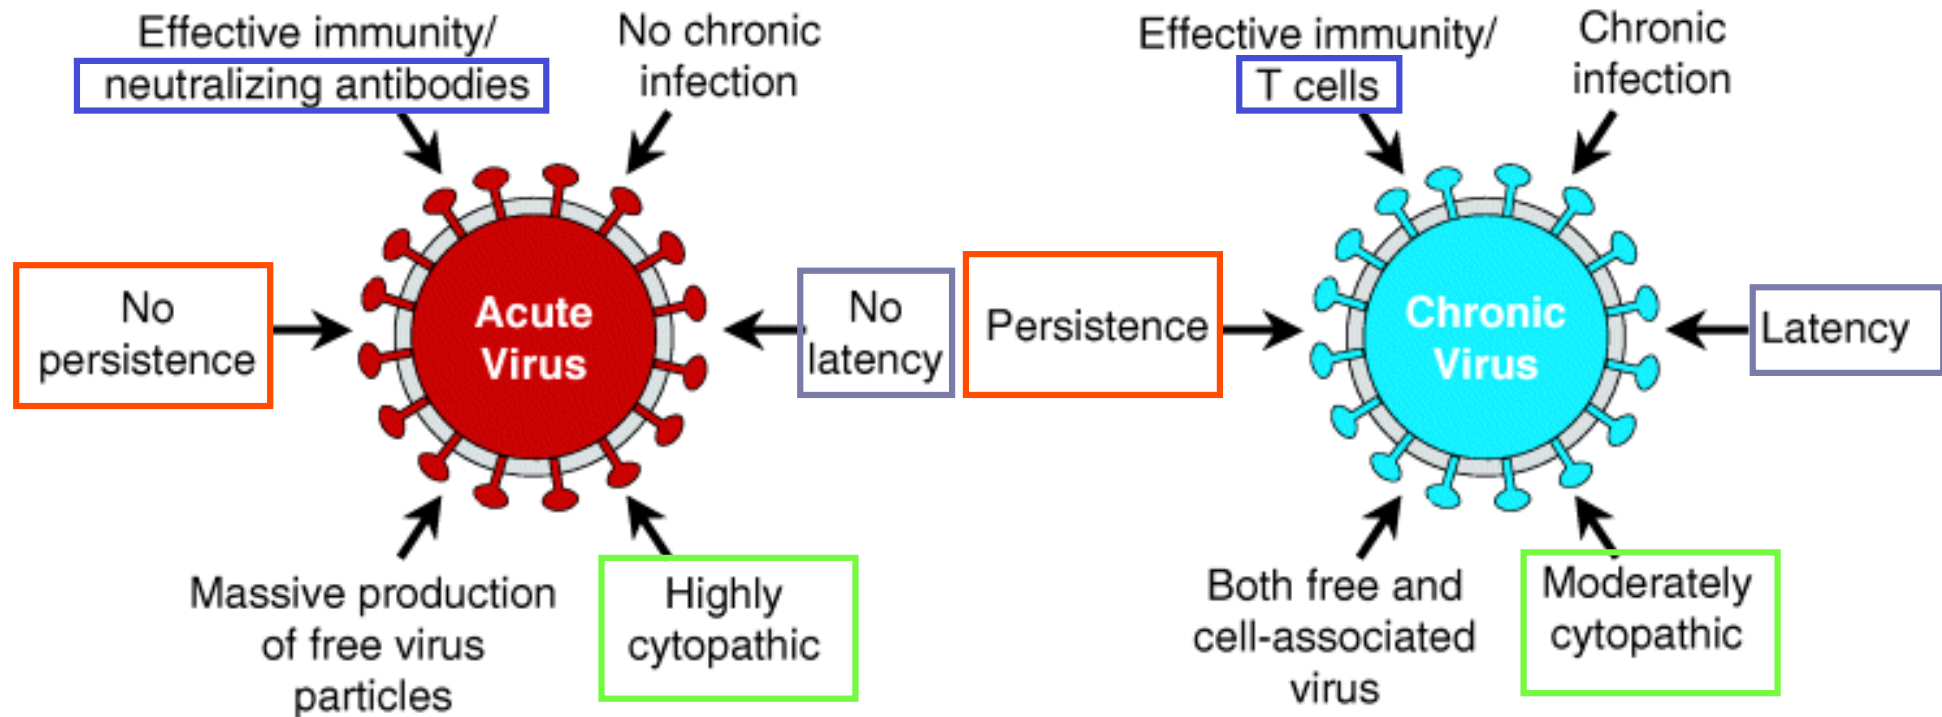 Effective immunity/
neutralizing antibodies
No chronic
infection
No
persistence
Acute
Virus
No
latency
Massive production
of free virus
particles
Highly
cytopathic
Effective immunity/
T cells
Chronic
infection
Persistence
Chronic
Virus
Latency
Both free and
cell-associated
virus
Moderately
cytopathic